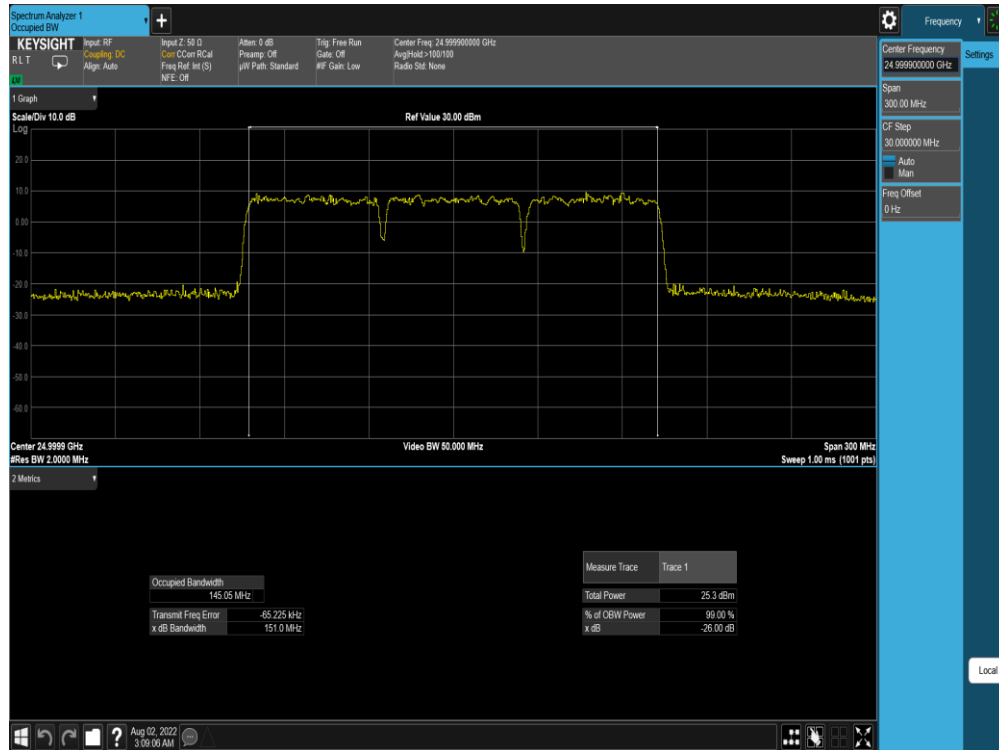 Spectrum Analyzer 1
Occupied BW
+
Frequency
KEYSIGHT
RLT
LXI
Input: RF
Coupling: DC
Align: Auto
Input Z: 50 Ω
Corr CCorr RCal
Freq Ref: Int (S)
NFE: Off
Atten: 0 dB
Preamp: Off
µW Path: Standard
Trig: Free Run
Gate: Off
#IF Gain: Low
Center Freq: 24.999900000 GHz
Avg|Hold:>100/100
Radio Std: None
Center Frequency
24.999900000 GHz
Settings
Span
300.00 MHz
CF Step
30.000000 MHz
Auto
Man
Freq Offset
0 Hz
1 Graph
Scale/Div 10.0 dB
Ref Value 30.00 dBm
Log
20.0
10.0
0.00
-10.0
-20.0
-30.0
-40.0
-50.0
-60.0
Center 24.9999 GHz
Video BW 50.000 MHz
Span 300 MHz
#Res BW 2.0000 MHz
Sweep 1.00 ms (1001 pts)
2 Metrics
Measure Trace Trace 1
Occupied Bandwidth
145.05 MHz
Total Power 25.3 dBm
Transmit Freq Error -65.225 kHz
% of OBW Power 99.00 %
x dB Bandwidth 151.0 MHz
x dB -26.00 dB
Local
?
Aug 02, 2022
3:09:06 AM